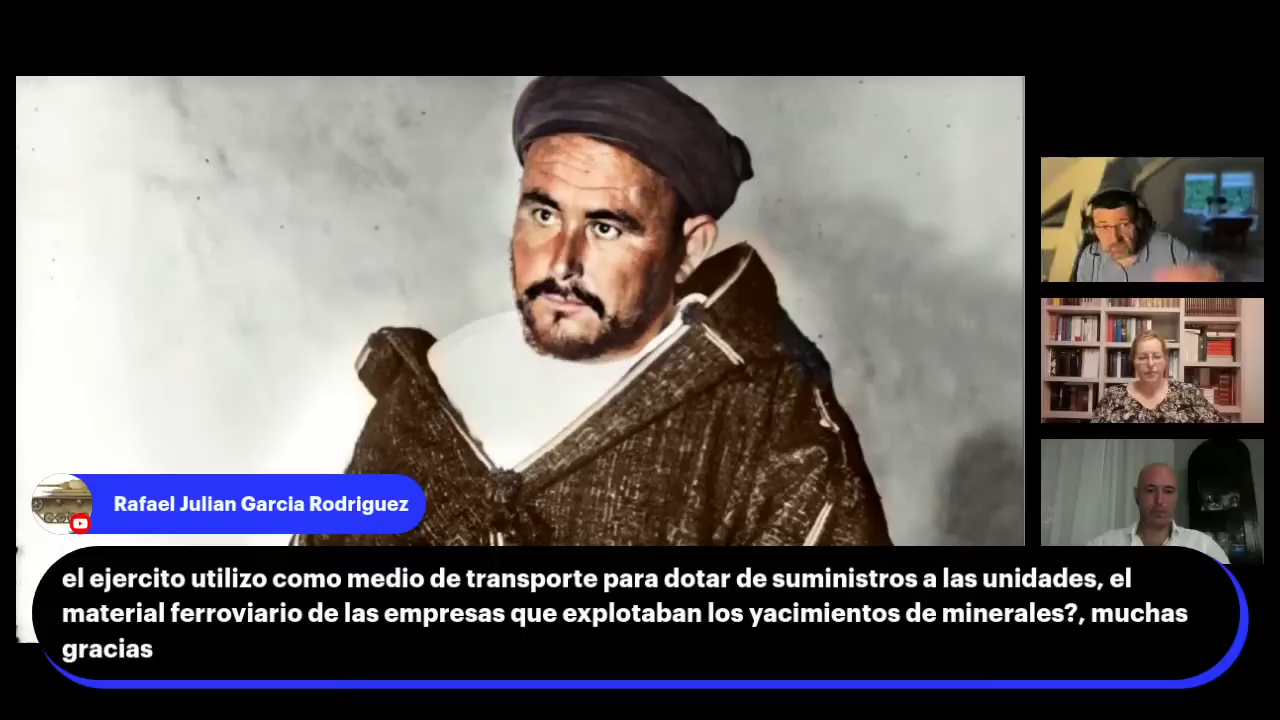 Rafael Julian Garcia Rodriguez
el ejercito utilizo como medio de transporte para dotar de suministros a las unidades, el
material ferroviario de las empresas que explotaban los yacimientos de minerales?, muchas
gracias